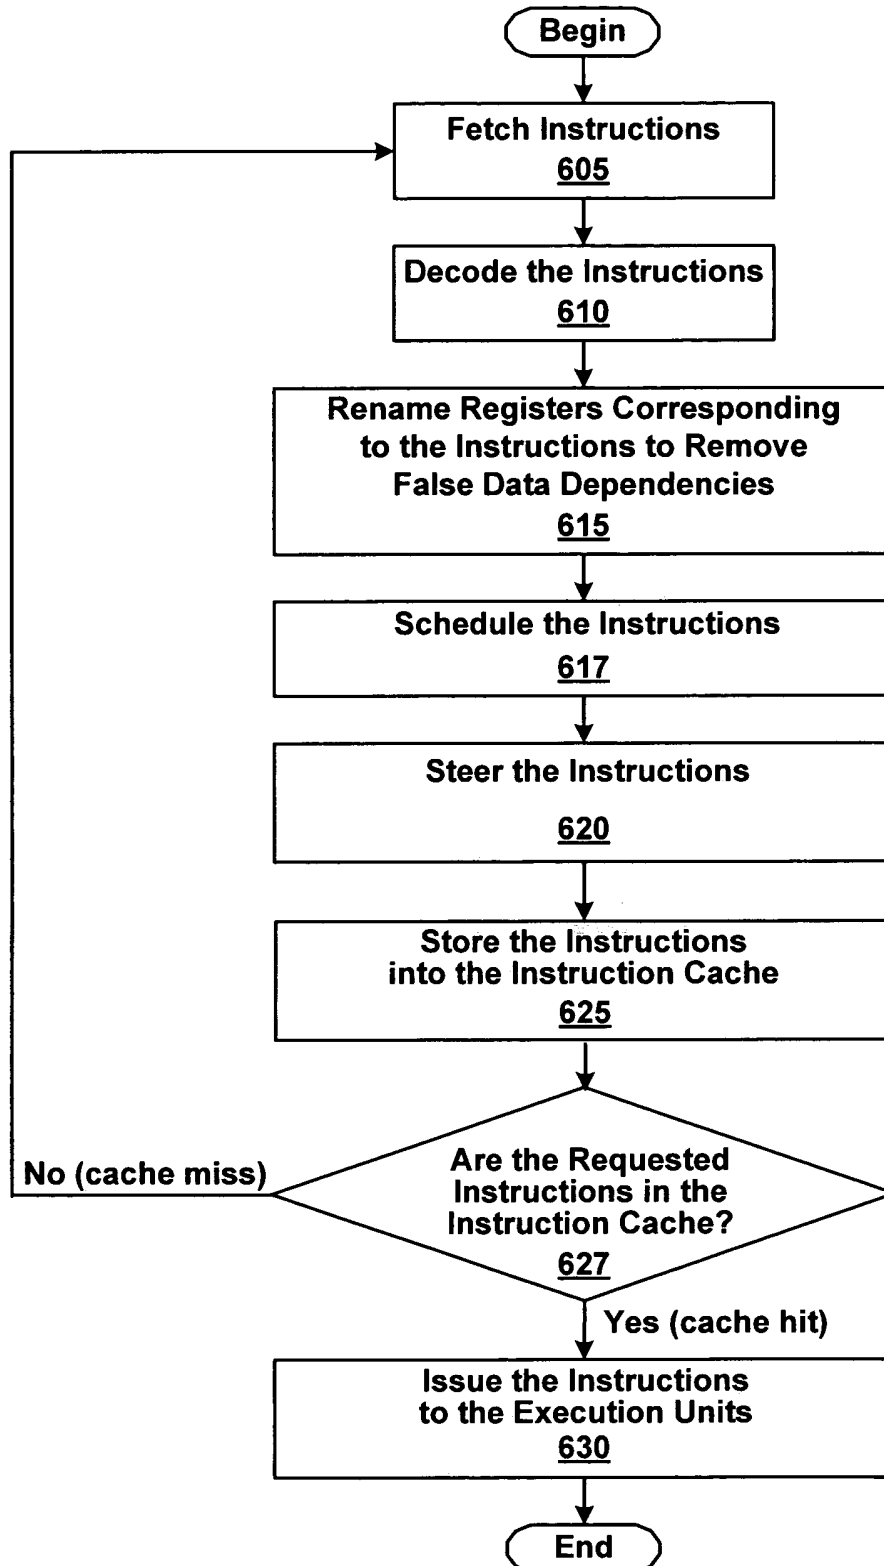 Begin
Fetch Instructions
605
Decode the Instructions
610
Rename Registers Corresponding
to the Instructions to Remove
False Data Dependencies
615
Schedule the Instructions
617
Steer the Instructions
620
Store the Instructions
into the Instruction Cache
625
No (cache miss)
Are the Requested
Instructions in the
Instruction Cache?
627
Yes (cache hit)
Issue the Instructions
to the Execution Units
630
End